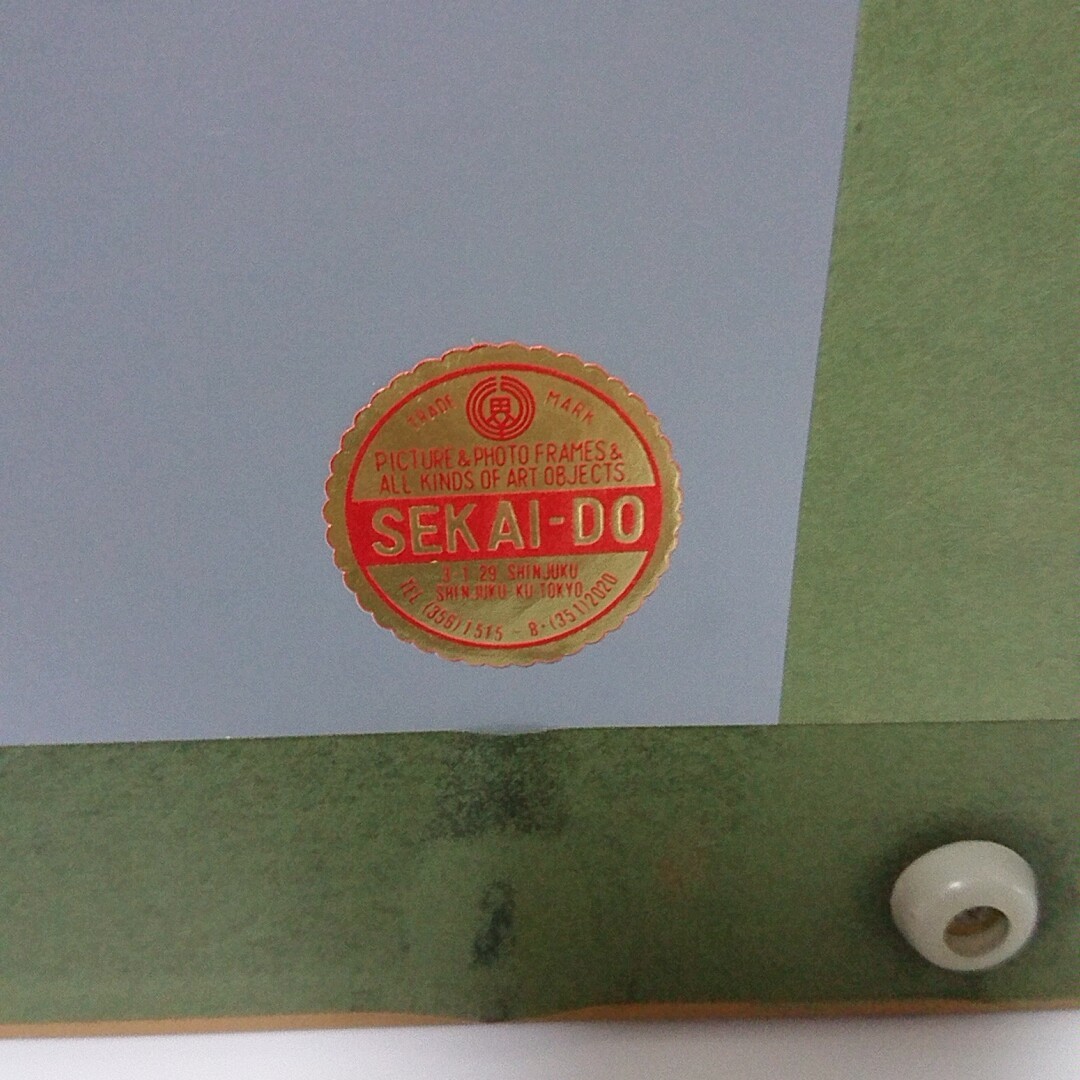 TRADE MARK
PICTURE & PHOTO FRAMES &
ALL KINDS OF ART OBJECTS.
SEKAI-DO
3-1-29 SHINJUKU
SHINJUKU-KU TOKYO
TEL (356) 1515 - 8・(351) 2020